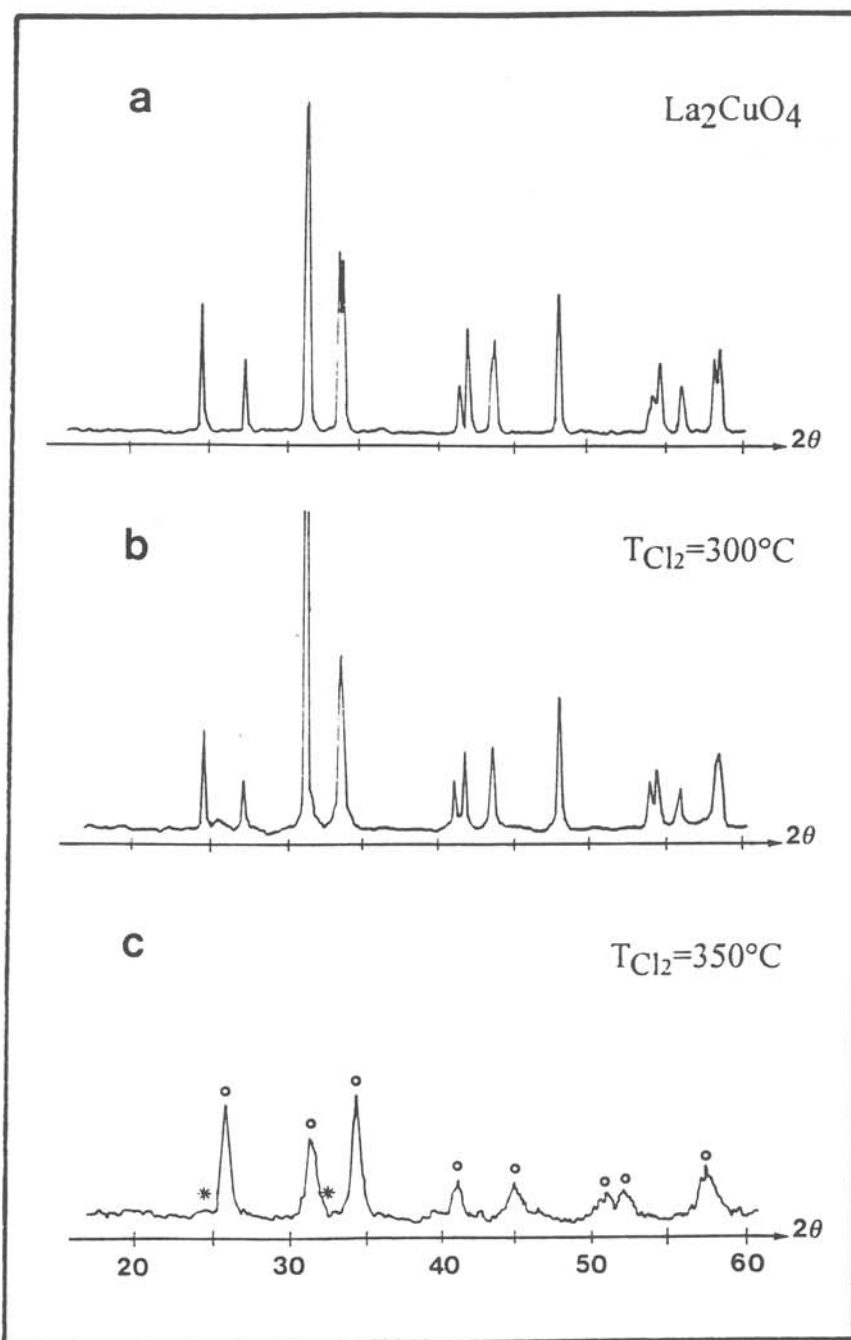 a
La2CuO4
2θ
b
TCl2=300°C
2θ
c
TCl2=350°C
* ° ° * ° ° ° ° ° °
2θ
20 30 40 50 60